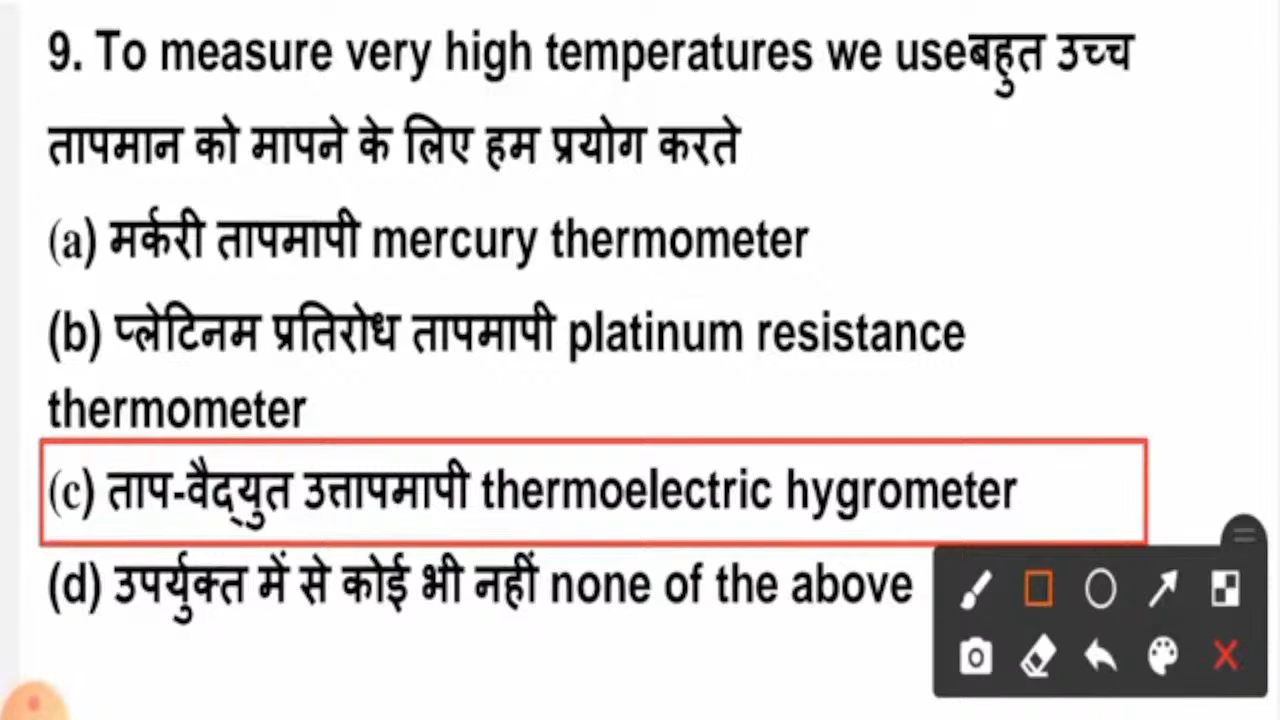 9. To measure very high temperatures we useबहुत उच्च
तापमान को मापने के लिए हम प्रयोग करते
(a) मर्करी तापमापी mercury thermometer
(b) प्लेटिनम प्रतिरोध तापमापी platinum resistance
thermometer
(c) ताप-वैद्‌युत उत्तापमापी thermoelectric hygrometer
(d) उपर्युक्त में से कोई भी नहीं none of the above